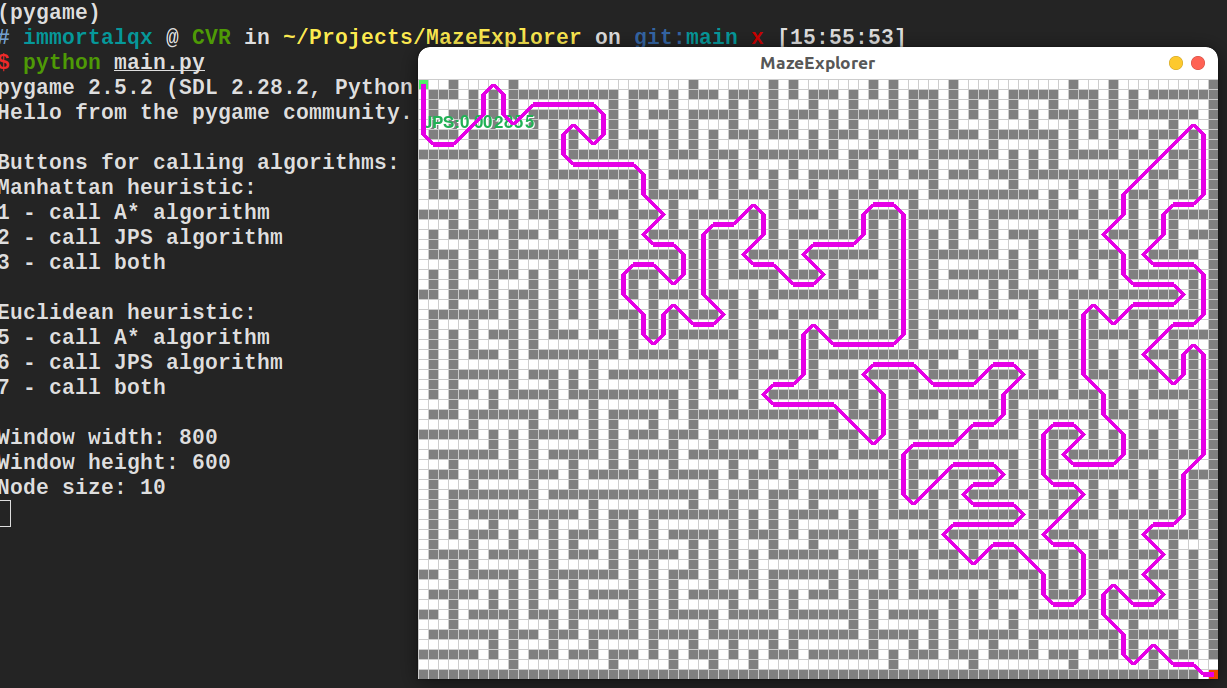 (pygame)
# immortalqx @ CVR in ~/Projects/MazeExplorer on git:main x [15:55:53]
$ python main.py
pygame 2.5.2 (SDL 2.28.2, Python
Hello from the pygame community.
Buttons for calling algorithms:
Manhattan heuristic:
1 - call A* algorithm
2 - call JPS algorithm
3 - call both
Euclidean heuristic:
5 - call A* algorithm
6 - call JPS algorithm
7 - call both
Window width: 800
Window height: 600
Node size: 10
MazeExplorer